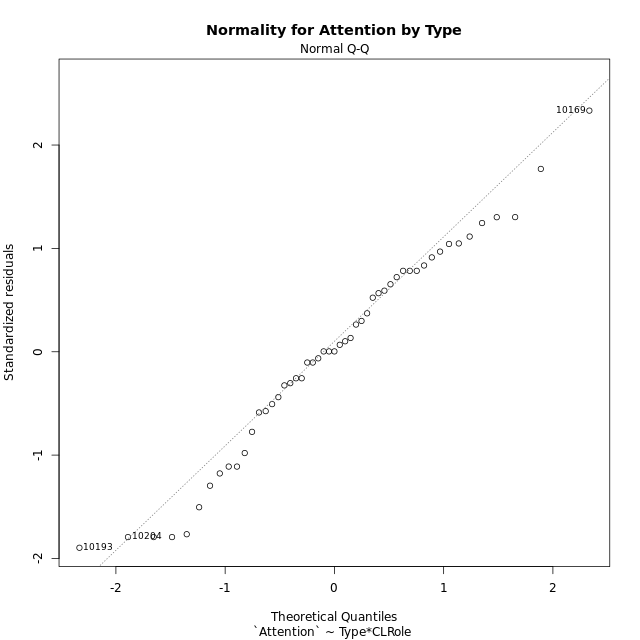 Normality for Attention by Type
Normal Q-Q
Standardized residuals
2
1
0
-1
-2
10169
10193
10204
-2
-1
0
1
2
Theoretical Quantiles
`Attention` ~ Type*CLRole